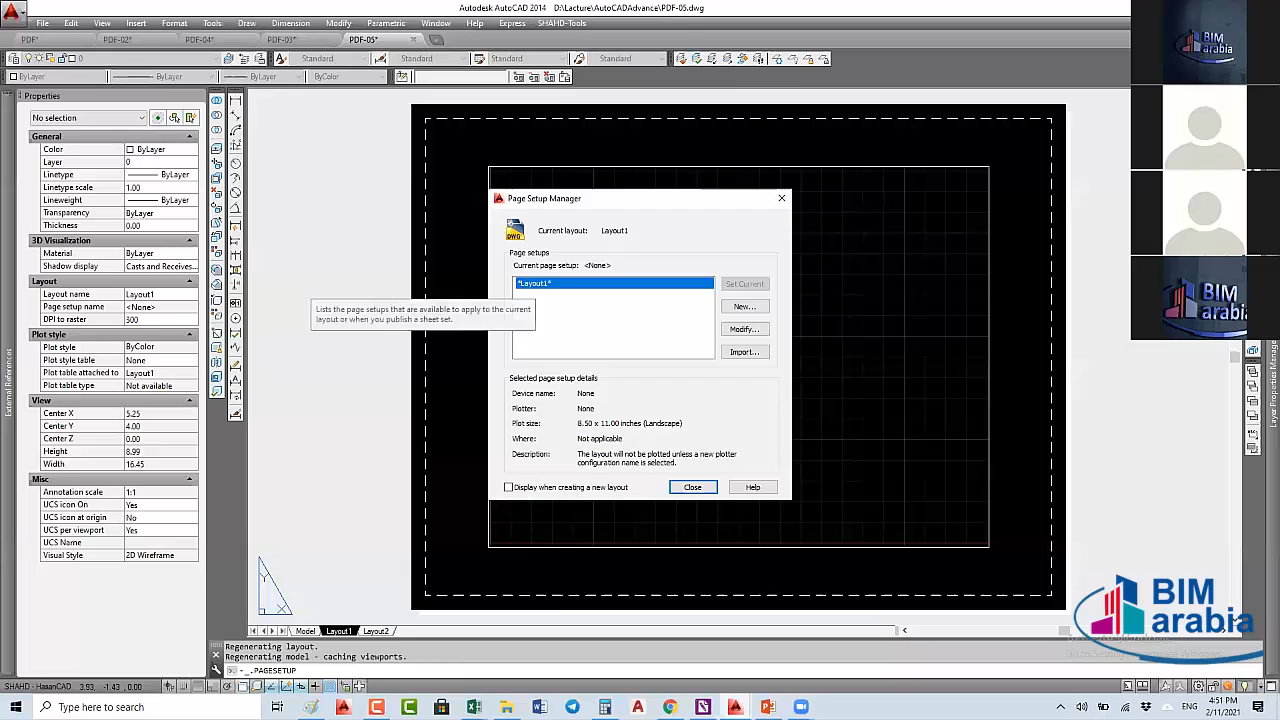 Autodesk AutoCAD 2014   D:\Lacture\AutoCADAdvance\PDF-05.dwg
File Edit View Insert Format Tools Draw Dimension Modify Parametric Window Help Express SHAHD-Tools
PDF* PDF-02* PDF-04* PDF-03* PDF-05*
0 Standard Standard Standard Standard
ByLayer ByLayer ByLayer ByColor
Properties
No selection
General
Color ByLayer
Layer 0
Linetype ByLayer
Linetype scale 1.00
Lineweight ByLayer
Transparency ByLayer
Thickness 0.00
3D Visualization
Material ByLayer
Shadow display Casts and Receives...
Layout
Layout name Layout1
Page setup name <None>
DPI to raster 300
Plot style
Plot style ByColor
Plot style table None
Plot table attached to Layout1
Plot table type Not available
View
Center X 5.25
Center Y 4.00
Center Z 0.00
Height 8.99
Width 16.45
Misc
Annotation scale 1:1
UCS icon On Yes
UCS icon at origin No
UCS per viewport Yes
UCS Name
Visual Style 2D Wireframe
External References
Lists the page setups that are available to apply to the current
layout or when you publish a sheet set.
Page Setup Manager
DWG
Current layout: Layout1
Page setups
Current page setup: <None>
*Layout1*
Set Current
New...
Modify...
Import...
Selected page setup details
Device name: None
Plotter: None
Plot size: 8.50 x 11.00 inches (Landscape)
Where: Not applicable
Description: The layout will not be plotted unless a new plotter
configuration name is selected.
Display when creating a new layout
Close
Help
BIM
arabia
BIM
arabia
Layer Properties Manager
BIM
arabia
Y
X
Model Layout1 Layout2
Regenerating layout.
Regenerating model - caching viewports.
_.PAGESETUP
SHAHD - HasanCAD 3.93, -1.43, 0.00
Type here to search
ENG
4:51 PM
2/11/2021